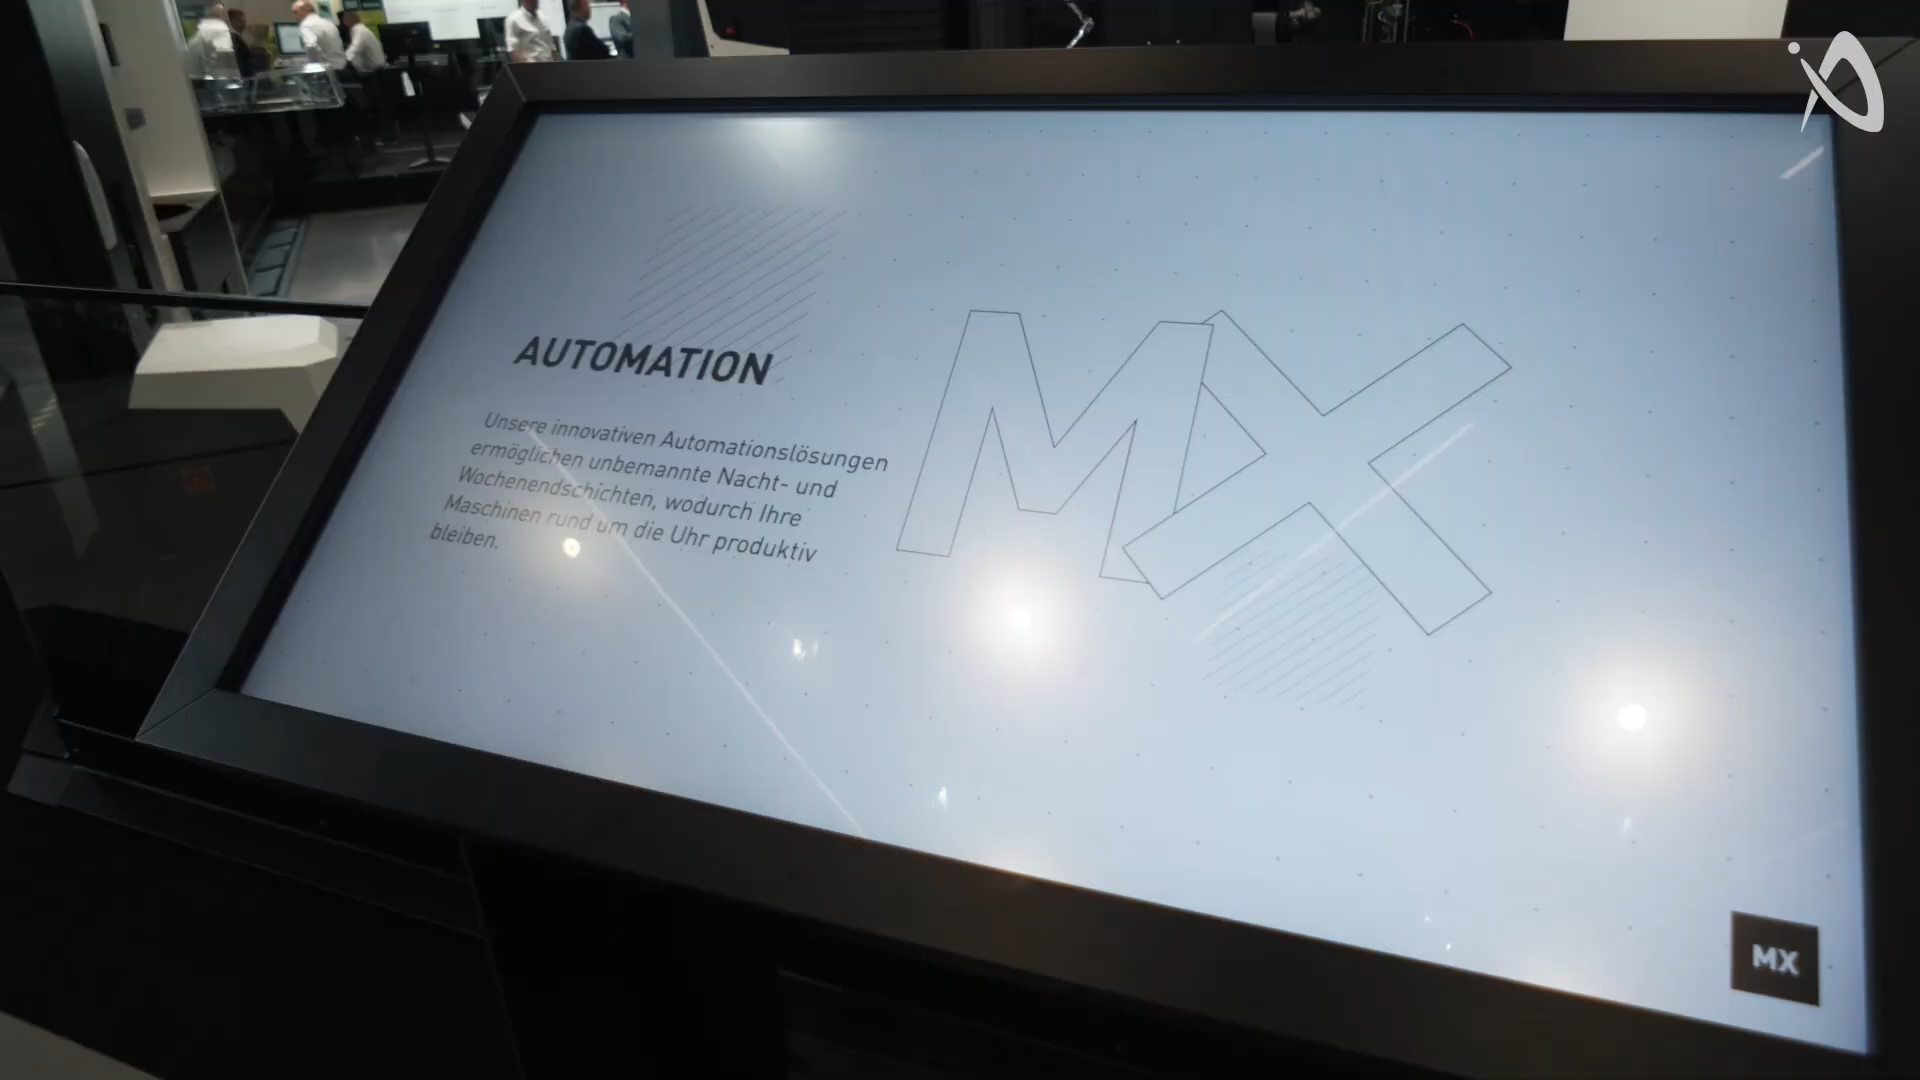 AUTOMATION
Unsere innovativen Automationslösungen
ermöglichen unbemannte Nacht- und
Wochenendschichten, wodurch Ihre
Maschinen rund um die Uhr produktiv
bleiben.
MX
MX